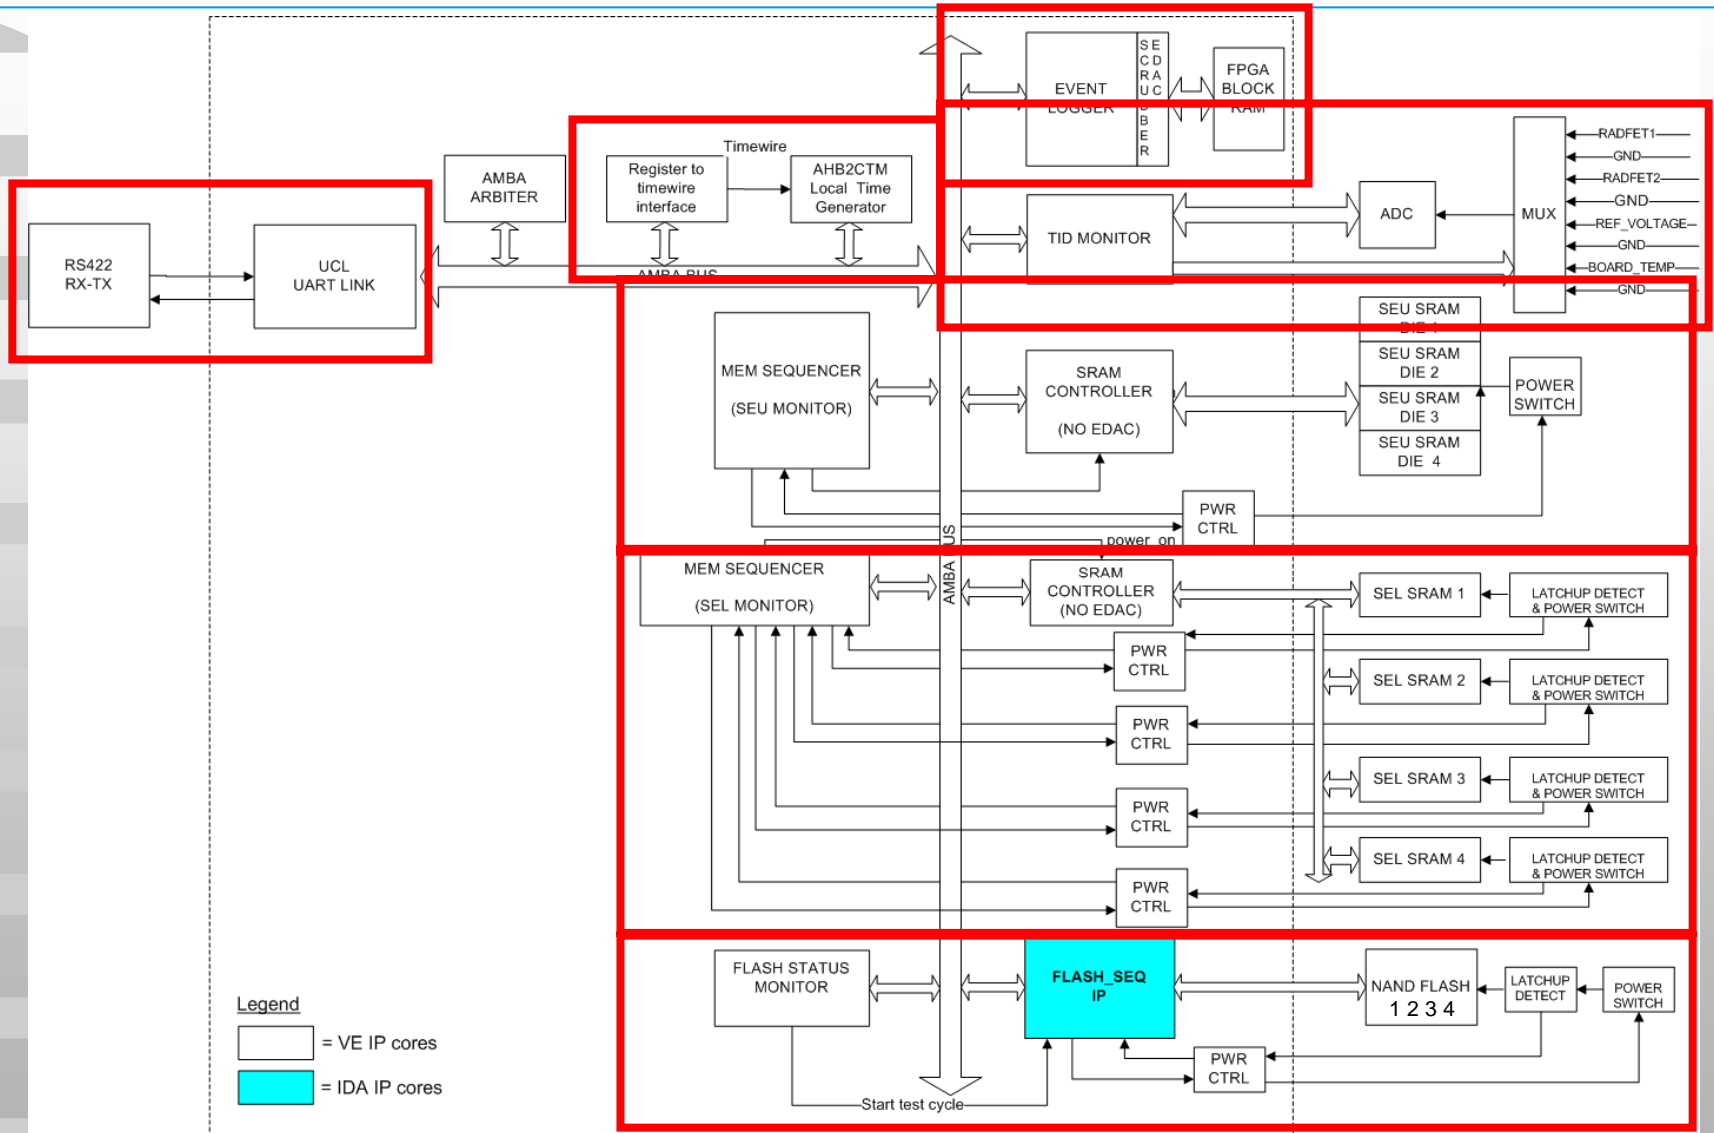 EVENT
LOGGER
SCRUBBER
EDAC
FPGA
BLOCK
RAM
Timewire
Register to
timewire
interface
AHB2CTM
Local Time
Generator
AMBA
ARBITER
RS422
RX-TX
UCL
UART LINK
AMBA BUS
TID MONITOR
ADC
MUX
RADFET1
GND
RADFET2
GND
REF_VOLTAGE
GND
BOARD_TEMP
GND
MEM SEQUENCER
(SEU MONITOR)
SRAM
CONTROLLER
(NO EDAC)
SEU SRAM
DIE 1
SEU SRAM
DIE 2
SEU SRAM
DIE 3
SEU SRAM
DIE 4
POWER
SWITCH
PWR
CTRL
power_on
AMBA BUS
MEM SEQUENCER
(SEL MONITOR)
SRAM
CONTROLLER
(NO EDAC)
SEL SRAM 1
LATCHUP DETECT
& POWER SWITCH
PWR
CTRL
SEL SRAM 2
LATCHUP DETECT
& POWER SWITCH
PWR
CTRL
SEL SRAM 3
LATCHUP DETECT
& POWER SWITCH
PWR
CTRL
SEL SRAM 4
LATCHUP DETECT
& POWER SWITCH
PWR
CTRL
FLASH STATUS
MONITOR
FLASH_SEQ
IP
NAND FLASH
1 2 3 4
LATCHUP
DETECT
POWER
SWITCH
PWR
CTRL
Start test cycle
Legend
= VE IP cores
= IDA IP cores